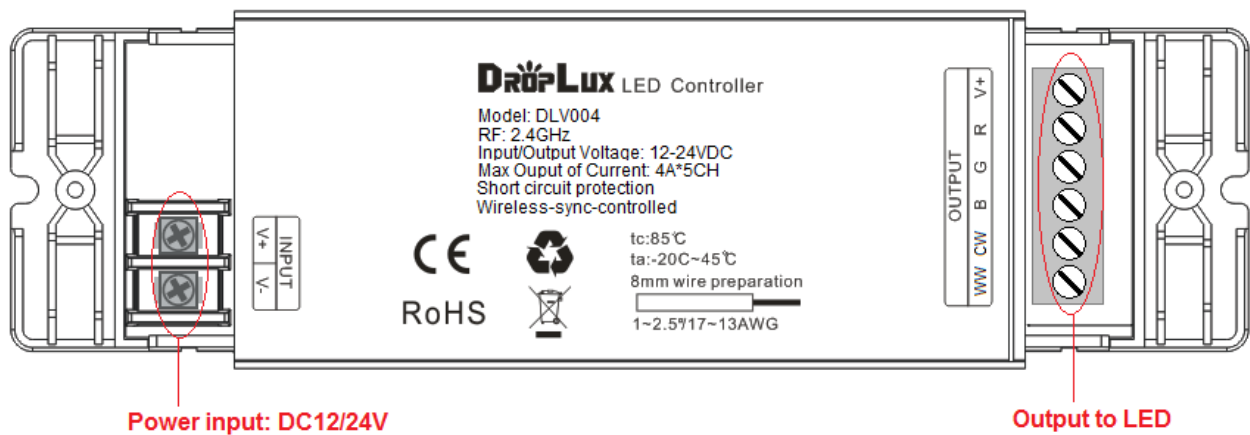 DROPLUX LED Controller
Model: DLV004
RF: 2.4GHz
Input/Output Voltage: 12-24VDC
Max Ouput of Current: 4A*5CH
Short circuit protection
Wireless-sync-controlled
CE
RoHS
tc:85℃
ta:-20C~45℃
8mm wire preparation
1~2.5㎡/17~13AWG
INPUT
V+ V-
OUTPUT
WW CW B G R V+
Power input: DC12/24V
Output to LED